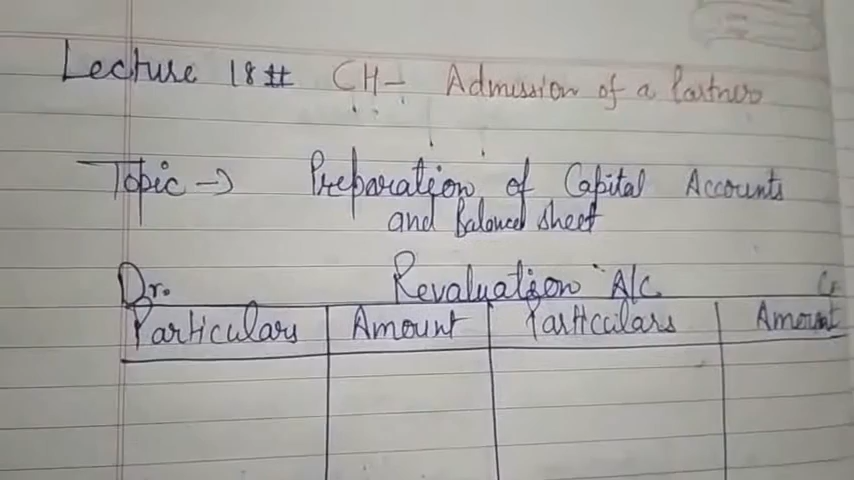 Lecture 18# CH- Admission of a Partner
Topic → Preparation of Capital Accounts
and Balance sheet
Dr. Revaluation A/C Cr
Particulars Amount Particulars Amount